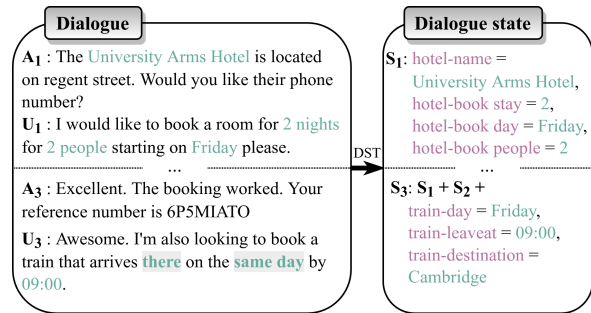 Dialogue
A1 : The University Arms Hotel is located
on regent street. Would you like their phone
number?
U1 : I would like to book a room for 2 nights
for 2 people starting on Friday please.
...
A3 : Excellent. The booking worked. Your
reference number is 6P5MIATO
U3 : Awesome. I'm also looking to book a
train that arrives there on the same day by
09:00.
DST
Dialogue state
S1: hotel-name =
University Arms Hotel,
hotel-book stay = 2,
hotel-book day = Friday,
hotel-book people = 2
...
S3: S1 + S2 +
train-day = Friday,
train-leaveat = 09:00,
train-destination =
Cambridge